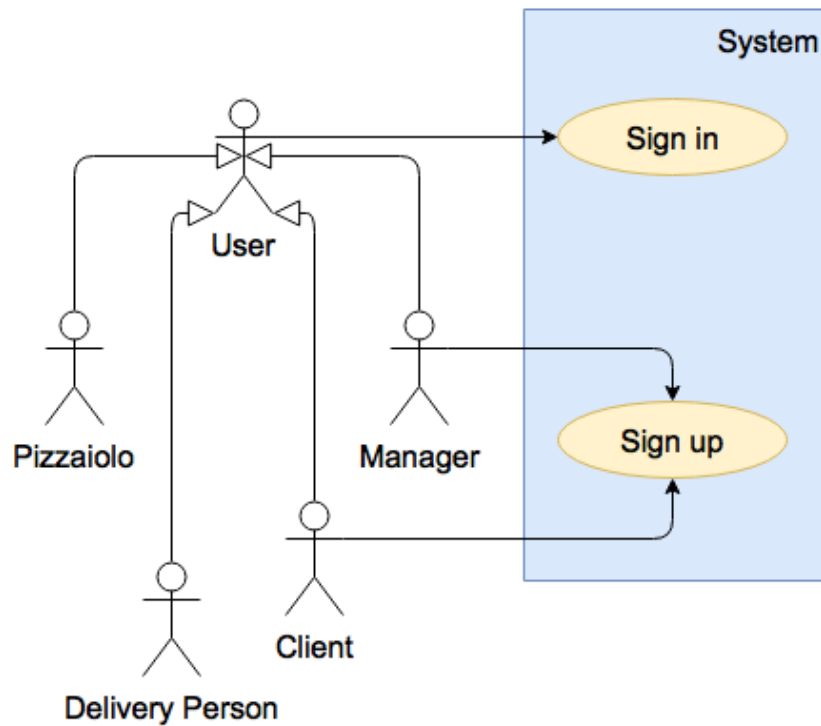 System
Sign in
User
Pizzaiolo
Manager
Sign up
Client
Delivery Person